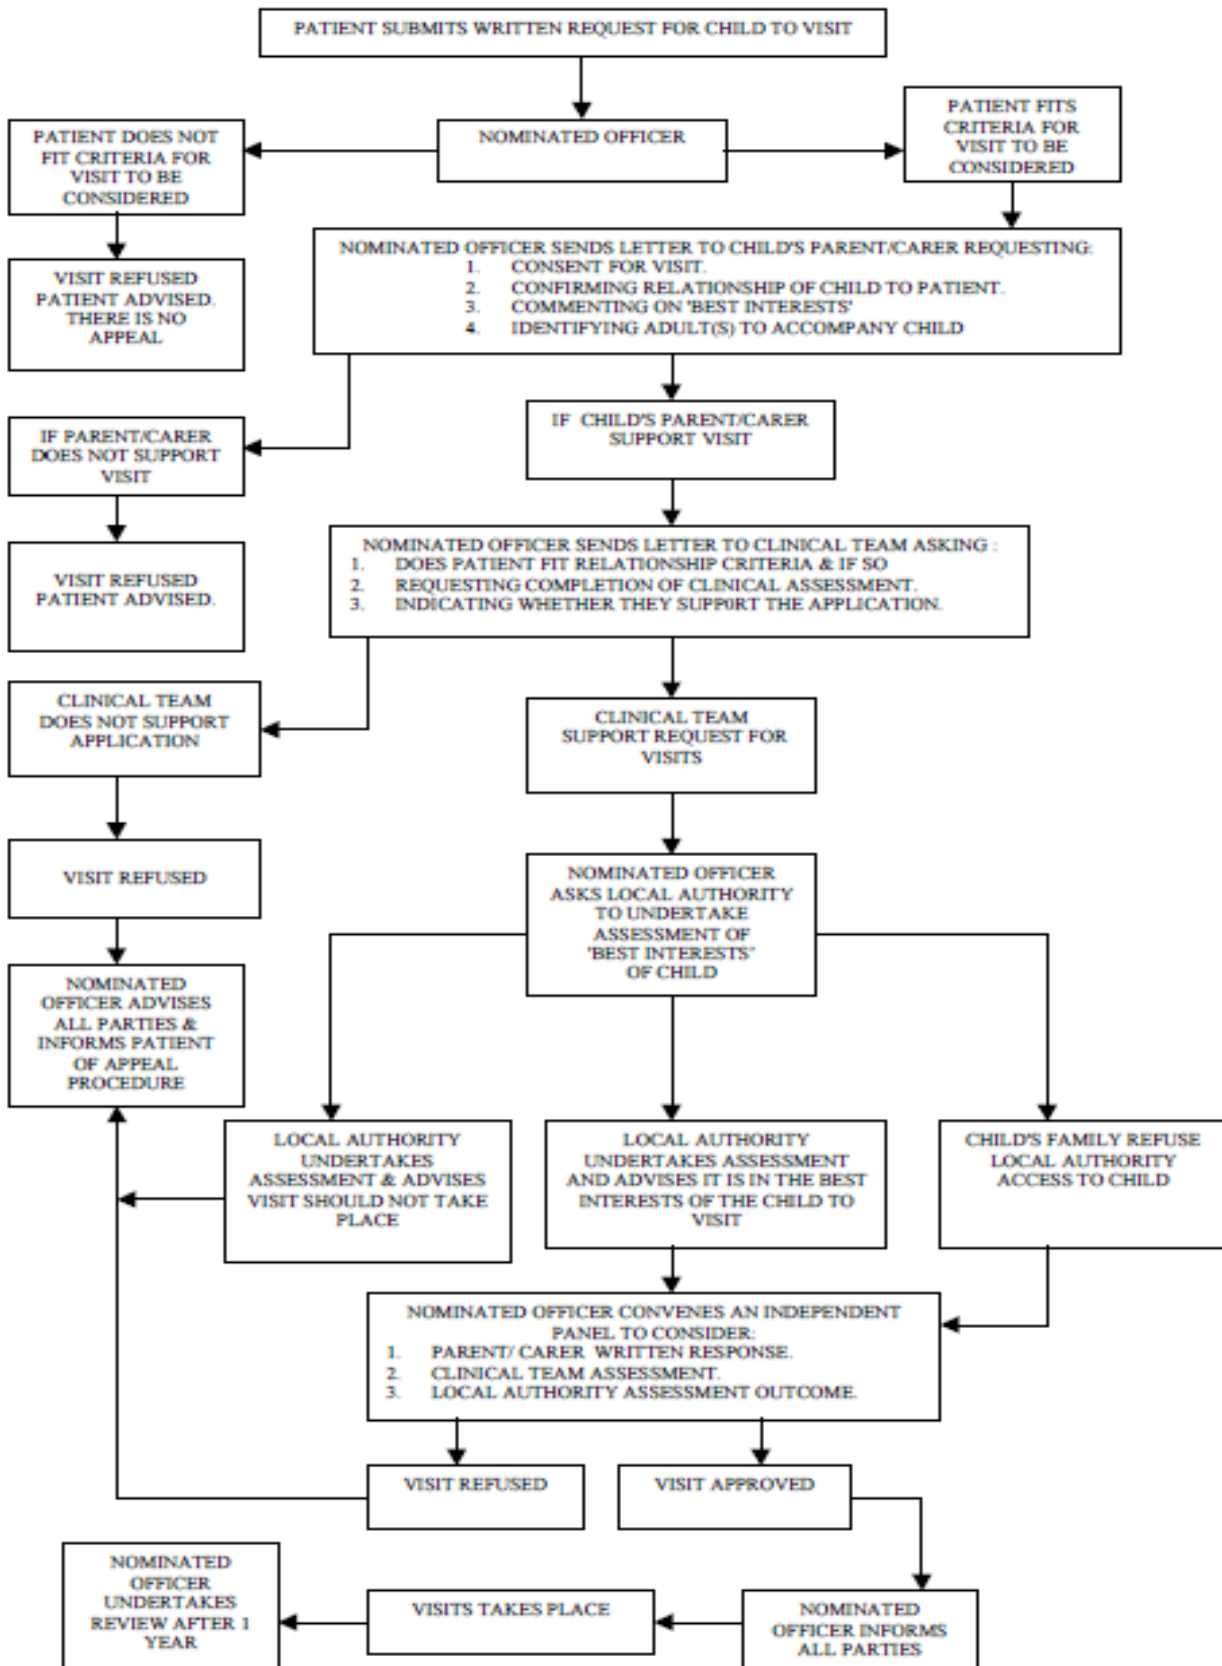 PATIENT SUBMITS WRITTEN REQUEST FOR CHILD TO VISIT
NOMINATED OFFICER
PATIENT DOES NOT
FIT CRITERIA FOR
VISIT TO BE
CONSIDERED
PATIENT FITS
CRITERIA FOR
VISIT TO BE
CONSIDERED
VISIT REFUSED
PATIENT ADVISED.
THERE IS NO
APPEAL
NOMINATED OFFICER SENDS LETTER TO CHILD'S PARENT/CARER REQUESTING:
1. CONSENT FOR VISIT.
2. CONFIRMING RELATIONSHIP OF CHILD TO PATIENT.
3. COMMENTING ON 'BEST INTERESTS'
4. IDENTIFYING ADULT(S) TO ACCOMPANY CHILD
IF PARENT/CARER
DOES NOT SUPPORT
VISIT
IF CHILD'S PARENT/CARER
SUPPORT VISIT
VISIT REFUSED
PATIENT ADVISED.
NOMINATED OFFICER SENDS LETTER TO CLINICAL TEAM ASKING :
1. DOES PATIENT FIT RELATIONSHIP CRITERIA & IF SO
2. REQUESTING COMPLETION OF CLINICAL ASSESSMENT.
3. INDICATING WHETHER THEY SUPP0RT THE APPLICATION.
CLINICAL TEAM
DOES NOT SUPPORT
APPLICATION
CLINICAL TEAM
SUPPORT REQUEST FOR
VISITS
VISIT REFUSED
NOMINATED OFFICER
ASKS LOCAL AUTHORITY
TO UNDERTAKE
ASSESSMENT OF
'BEST INTERESTS'
OF CHILD
NOMINATED
OFFICER ADVISES
ALL PARTIES &
INFORMS PATIENT
OF APPEAL
PROCEDURE
LOCAL AUTHORITY
UNDERTAKES
ASSESSMENT & ADVISES
VISIT SHOULD NOT TAKE
PLACE
LOCAL AUTHORITY
UNDERTAKES ASSESSMENT
AND ADVISES IT IS IN THE BEST
INTERESTS OF THE CHILD TO
VISIT
CHILD'S FAMILY REFUSE
LOCAL AUTHORITY
ACCESS TO CHILD
NOMINATED OFFICER CONVENES AN INDEPENDENT
PANEL TO CONSIDER:
1. PARENT/ CARER WRITTEN RESPONSE.
2. CLINICAL TEAM ASSESSMENT.
3. LOCAL AUTHORITY ASSESSMENT OUTCOME.
VISIT REFUSED
VISIT APPROVED
NOMINATED
OFFICER INFORMS
ALL PARTIES
VISITS TAKES PLACE
NOMINATED
OFFICER
UNDERTAKES
REVIEW AFTER 1
YEAR